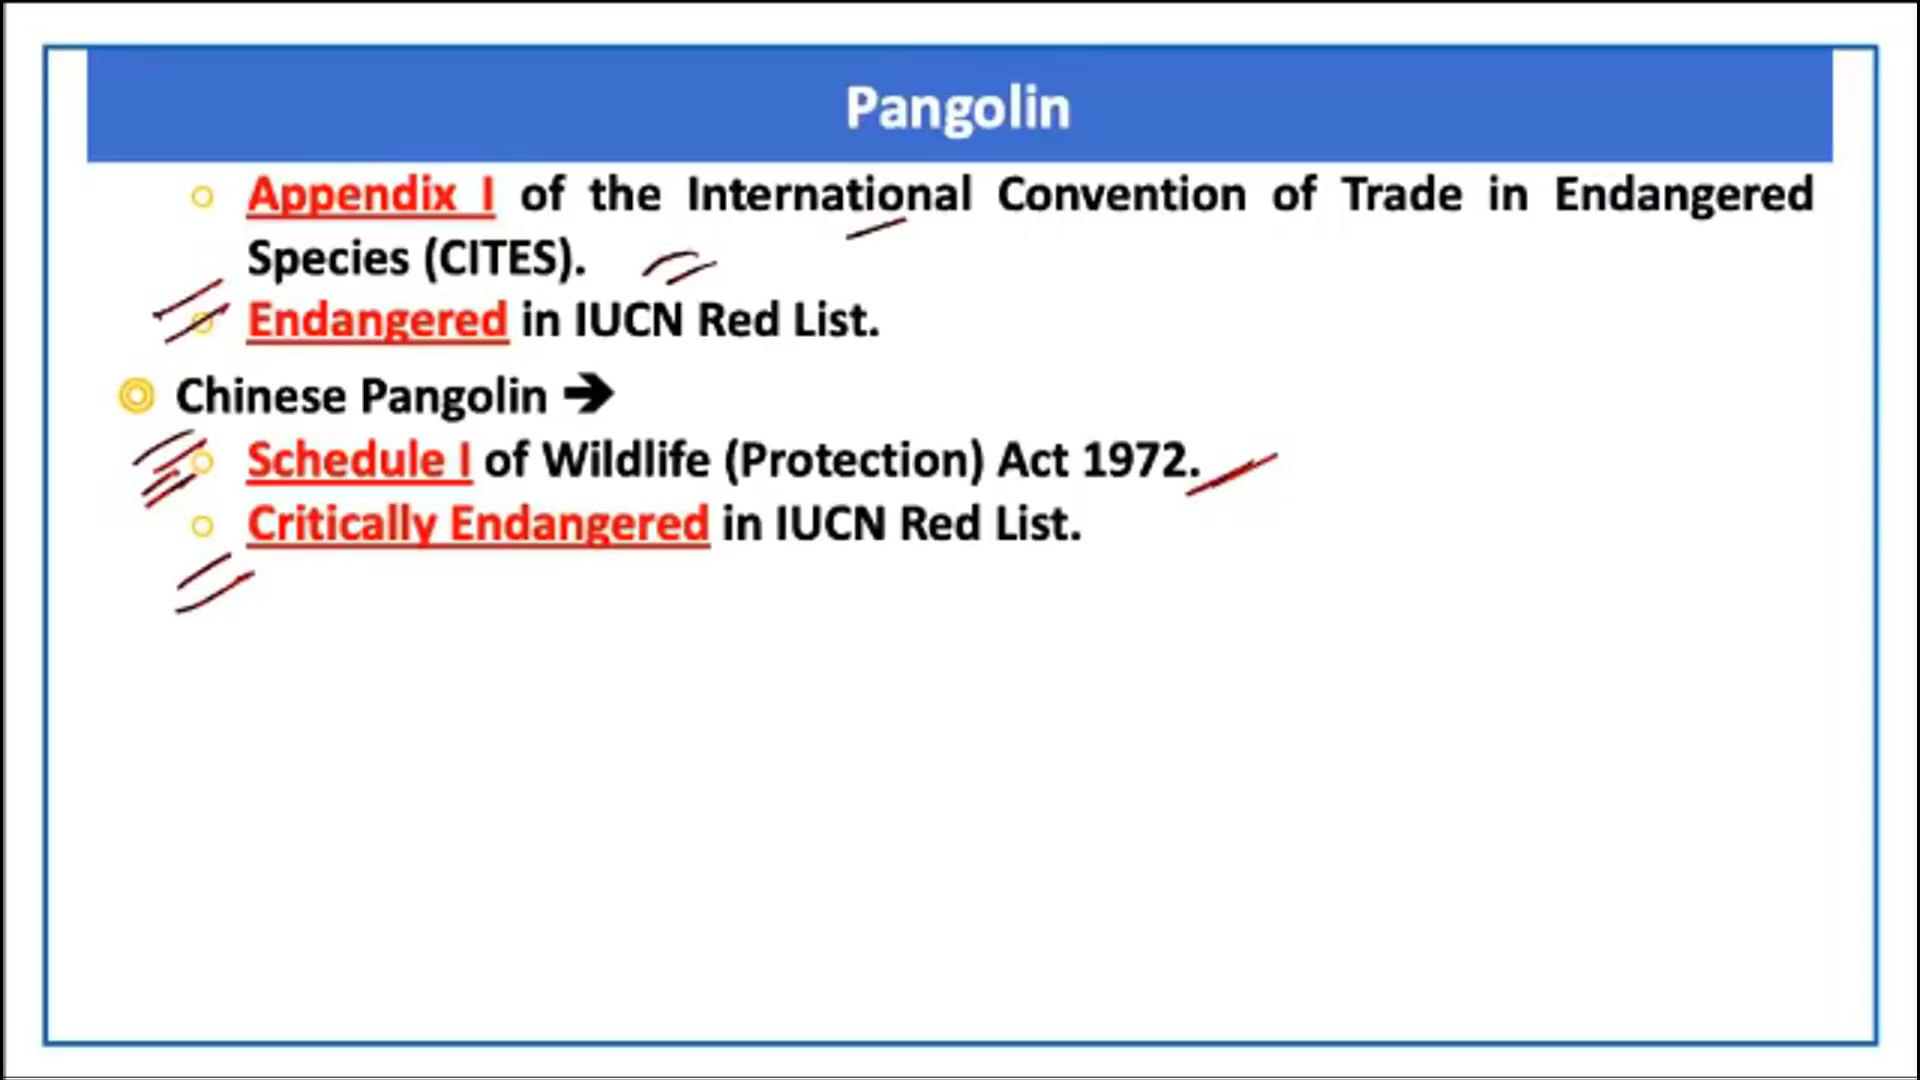 Pangolin
Appendix I of the International Convention of Trade in Endangered
Species (CITES).
Endangered in IUCN Red List.
Chinese Pangolin ➔
Schedule I of Wildlife (Protection) Act 1972.
Critically Endangered in IUCN Red List.